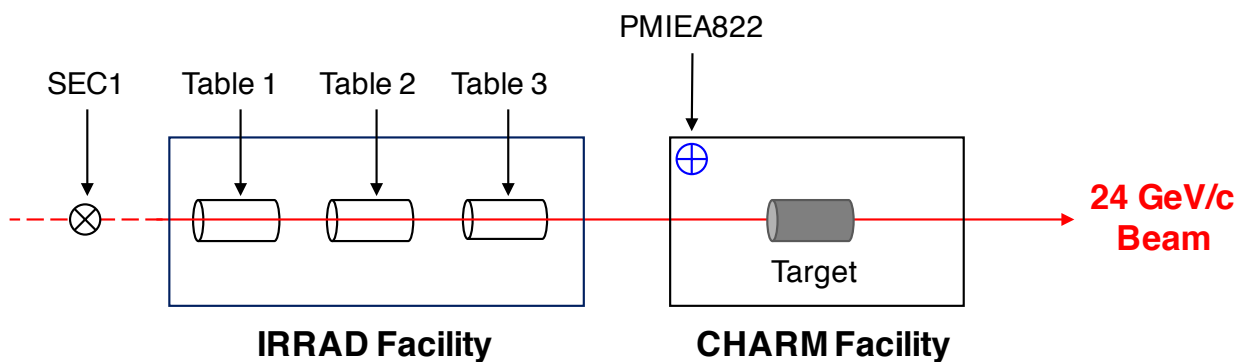 PMIEA822
SEC1
Table 1
Table 2
Table 3
24 GeV/c
Beam
Target
IRRAD Facility
CHARM Facility